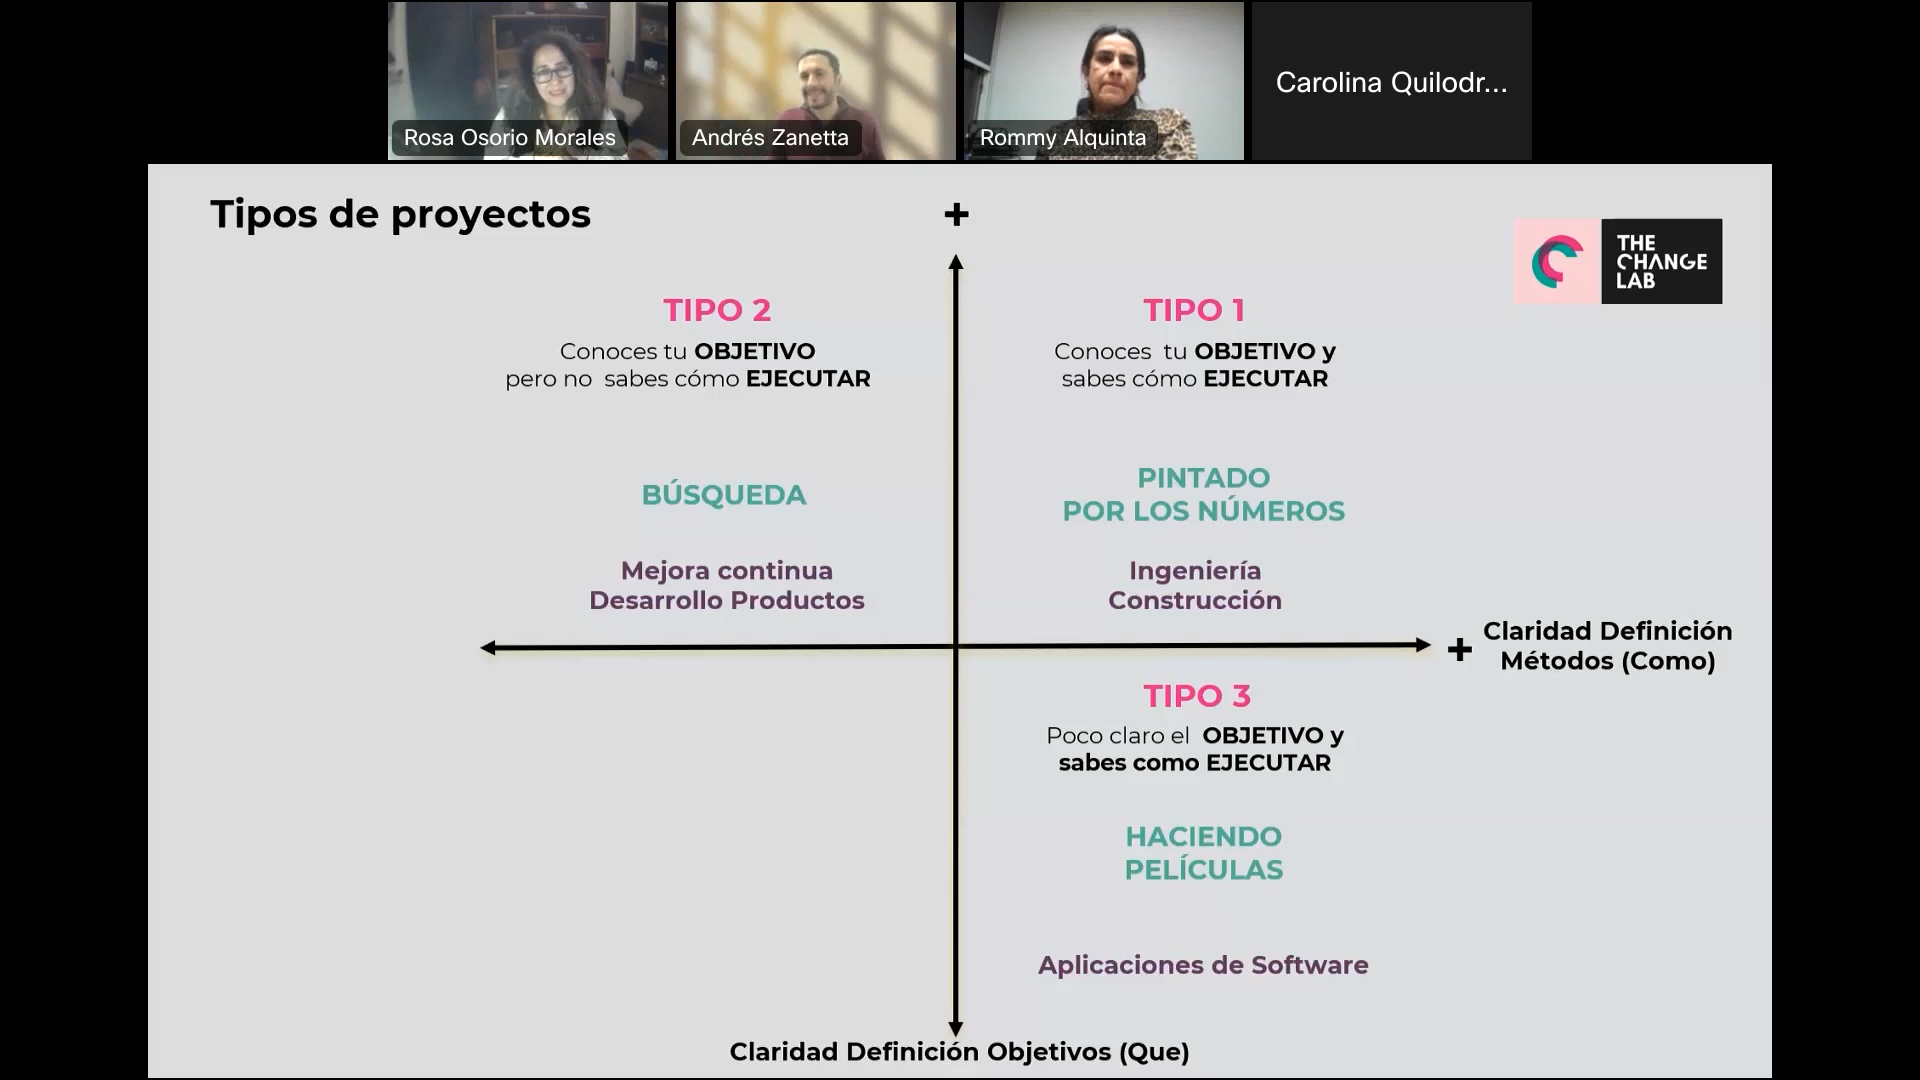 Rosa Osorio Morales
Andrés Zanetta
Rommy Alquinta
Carolina Quilodr...
Tipos de proyectos
+
THE
CHANGE
LAB
TIPO 2
Conoces tu OBJETIVO
pero no sabes cómo EJECUTAR
BÚSQUEDA
Mejora continua
Desarrollo Productos
TIPO 1
Conoces tu OBJETIVO y
sabes cómo EJECUTAR
PINTADO
POR LOS NÚMEROS
Ingeniería
Construcción
+
Claridad Definición
Métodos (Como)
TIPO 3
Poco claro el OBJETIVO y
sabes como EJECUTAR
HACIENDO
PELÍCULAS
Aplicaciones de Software
Claridad Definición Objetivos (Que)